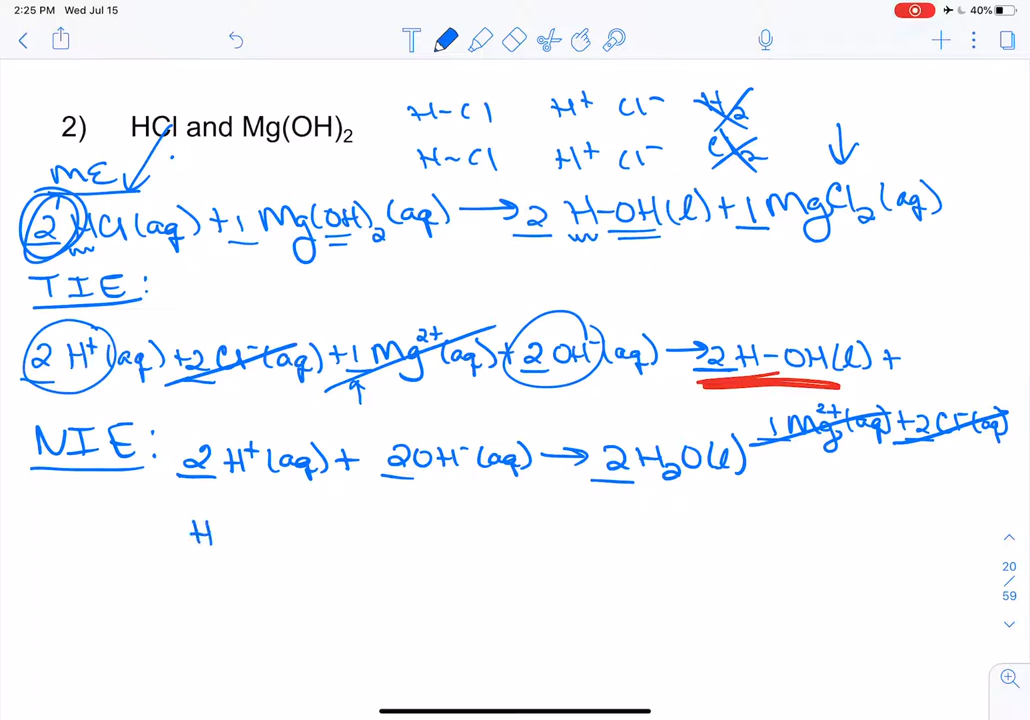 2:25 PM Wed Jul 15 40%
T
2) HCl and Mg(OH)₂ H-Cl H⁺ Cl⁻ H₂
H-Cl H⁺ Cl⁻ Cl₂
ME
2 HCl(aq) + 1 Mg(OH)₂(aq) → 2 H-OH(l) + 1 MgCl₂(aq)
TIE:
2 H⁺(aq) + 2 Cl⁻(aq) + 1 Mg²⁺(aq) + 2 OH⁻(aq) → 2 H-OH(l) +
1 Mg²⁺(aq) + 2 Cl⁻(aq)
NIE: 2 H⁺(aq) + 2OH⁻(aq) → 2 H₂O(l)
H
20
/
59